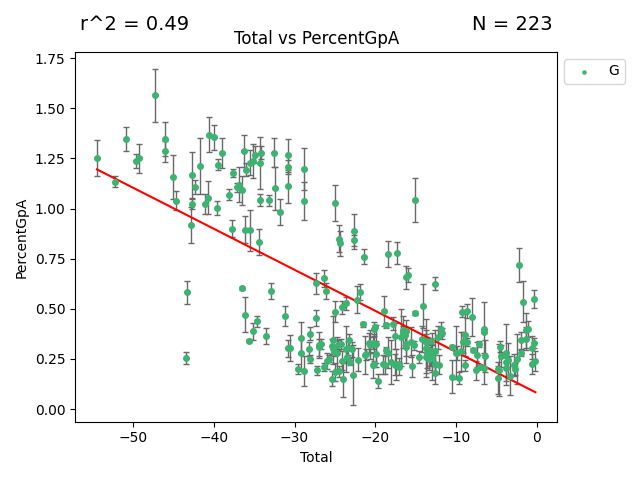 r^2 = 0.49
N = 223
Total vs PercentGpA
G
1.75
1.50
1.25
1.00
0.75
0.50
0.25
0.00
PercentGpA
−50
−40
−30
−20
−10
0
Total